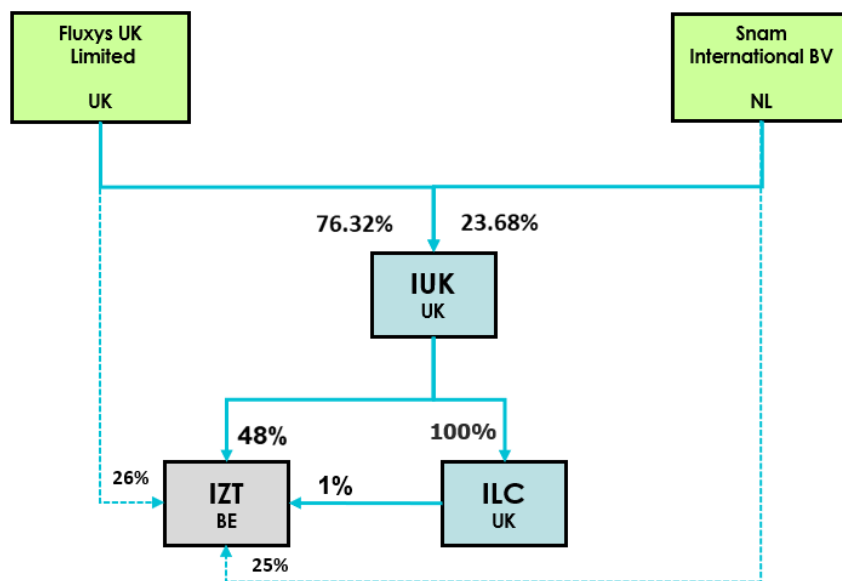 Fluxys UK
Limited
UK
Snam
International BV
NL
76.32%
23.68%
IUK
UK
48%
100%
26%
IZT
BE
1%
ILC
UK
25%